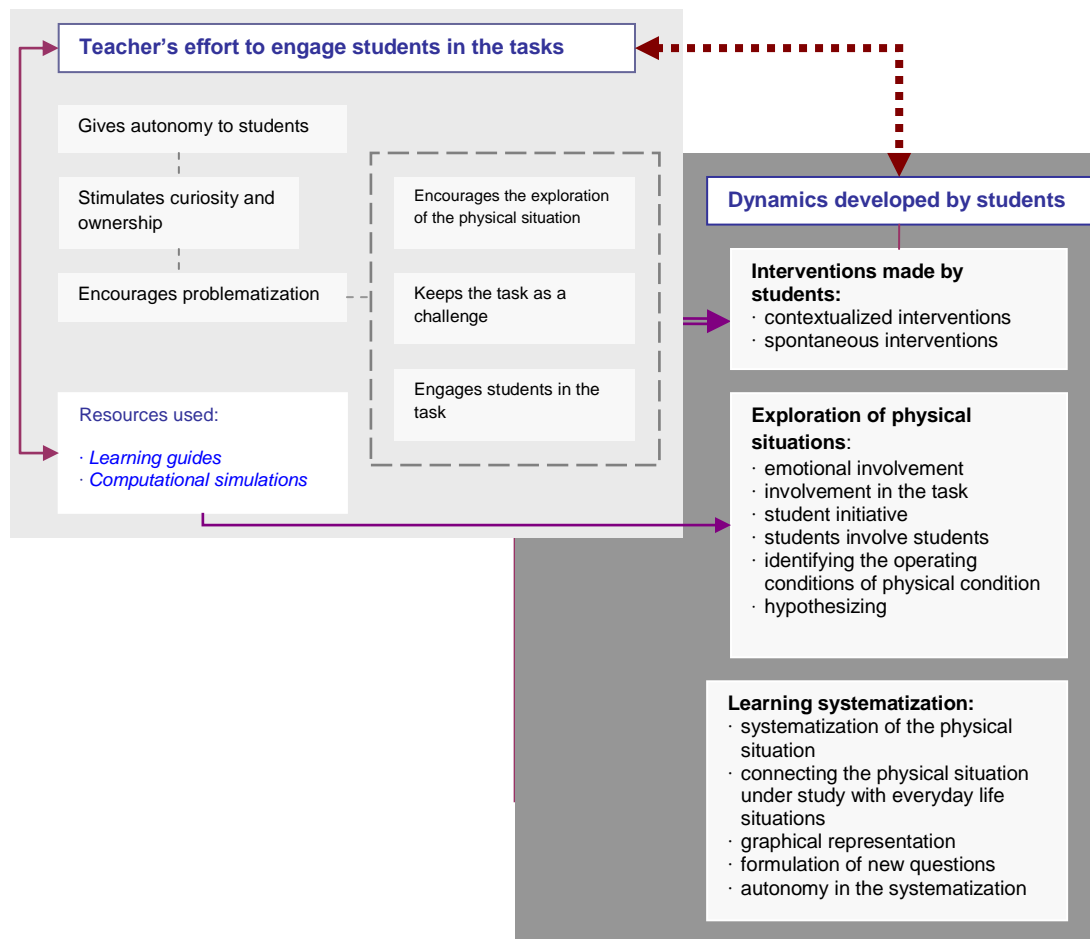 Teacher’s effort to engage students in the tasks
Gives autonomy to students
Stimulates curiosity and
ownership
Encourages problematization
Encourages the exploration
of the physical situation
Keeps the task as a
challenge
Engages students in the
task
Resources used:
· Learning guides
· Computational simulations
Dynamics developed by students
Interventions made by
students:
· contextualized interventions
· spontaneous interventions
Exploration of physical
situations:
· emotional involvement
· involvement in the task
· student initiative
· students involve students
· identifying the operating
conditions of physical condition
· hypothesizing
Learning systematization:
· systematization of the physical
situation
· connecting the physical situation
under study with everyday life
situations
· graphical representation
· formulation of new questions
· autonomy in the systematization